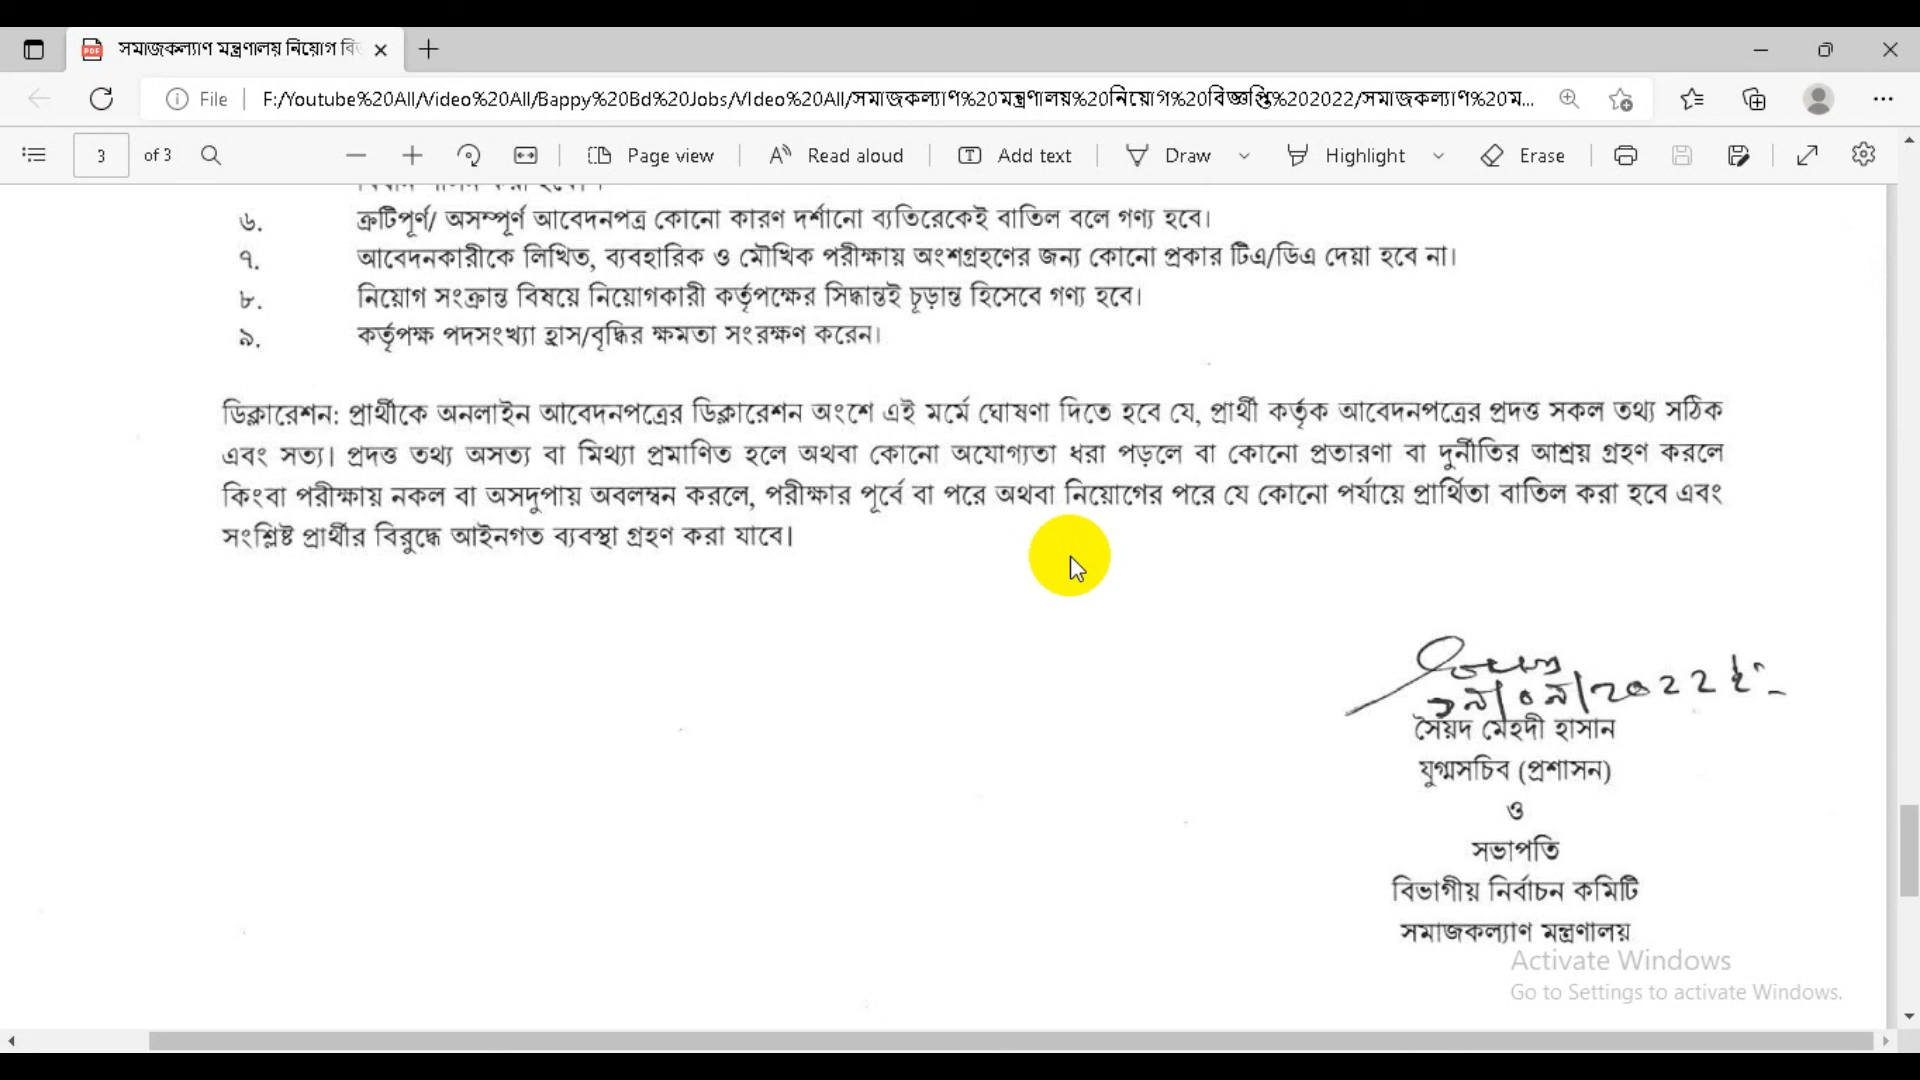 সমাজকল্যাণ মন্ত্রণালয় নিয়োগ বি
File
F:/Youtube%20All/Video%20All/Bappy%20Bd%20Jobs/VIdeo%20All/সমাজকল্যাণ%20মন্ত্রণালয়%20নিয়োগ%20বিজ্ঞপ্তি%202022/সমাজকল্যাণ%20ম...
3 of 3 Page view Read aloud Add text Draw Highlight Erase
৬. ত্রুটিপূর্ণ/ অসম্পূর্ণ আবেদনপত্র কোনো কারণ দর্শানো ব্যতিরেকেই বাতিল বলে গণ্য হবে।
৭. আবেদনকারীকে লিখিত, ব্যবহারিক ও মৌখিক পরীক্ষায় অংশগ্রহণের জন্য কোনো প্রকার টিএ/ডিএ দেয়া হবে না।
৮. নিয়োগ সংক্রান্ত বিষয়ে নিয়োগকারী কর্তৃপক্ষের সিদ্ধান্তই চূড়ান্ত হিসেবে গণ্য হবে।
৯. কর্তৃপক্ষ পদসংখ্যা হ্রাস/বৃদ্ধির ক্ষমতা সংরক্ষণ করেন।
ডিক্লারেশন: প্রার্থীকে অনলাইন আবেদনপত্রের ডিক্লারেশন অংশে এই মর্মে ঘোষণা দিতে হবে যে, প্রার্থী কর্তৃক আবেদনপত্রের প্রদত্ত সকল তথ্য সঠিক
এবং সত্য। প্রদত্ত তথ্য অসত্য বা মিথ্যা প্রমাণিত হলে অথবা কোনো অযোগ্যতা ধরা পড়লে বা কোনো প্রতারণা বা দুর্নীতির আশ্রয় গ্রহণ করলে
কিংবা পরীক্ষায় নকল বা অসদুপায় অবলম্বন করলে, পরীক্ষার পূর্বে বা পরে অথবা নিয়োগের পরে যে কোনো পর্যায়ে প্রার্থিতা বাতিল করা হবে এবং
সংশ্লিষ্ট প্রার্থীর বিরুদ্ধে আইনগত ব্যবস্থা গ্রহণ করা যাবে।
সৈয়দ মেহদী হাসান
যুগ্মসচিব (প্রশাসন)
ও
সভাপতি
বিভাগীয় নির্বাচন কমিটি
সমাজকল্যাণ মন্ত্রণালয়
Activate Windows
Go to Settings to activate Windows.